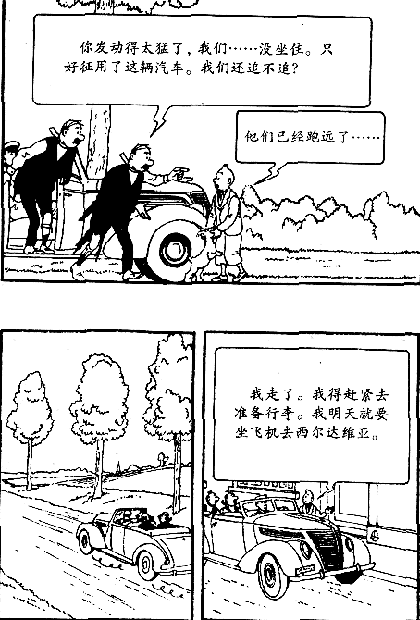 你发动得太猛了，我们……没坐住。只
好征用了这辆汽车。我们还追不追？
他们已经跑远了……
我走了。我得赶紧去
准备行李。我明天就要
坐飞机去西尔达维亚。